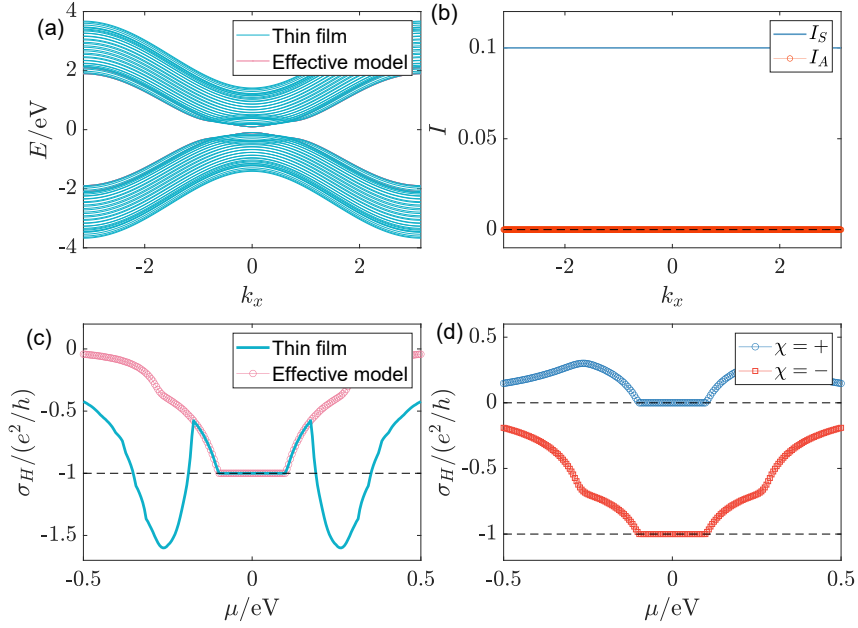 (a)
Thin film
Effective model
4
2
0
-2
-4
E/eV
-2
0
2
k_x
(b)
I_S
I_A
0.1
0.05
0
I
-2
0
2
k_x
(c)
Thin film
Effective model
0
-0.5
-1
-1.5
σ_H/(e²/h)
-0.5
0
0.5
μ/eV
(d)
χ = +
χ = −
0.5
0
-0.5
-1
σ_H/(e²/h)
-0.5
0
0.5
μ/eV